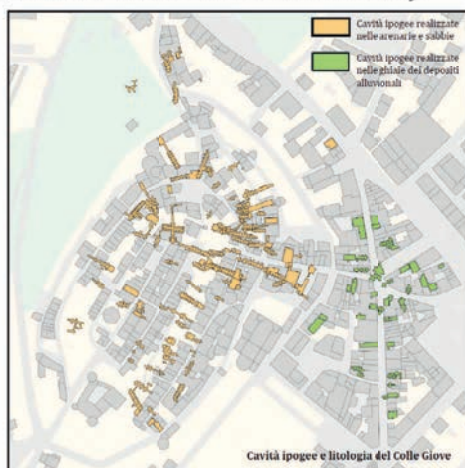 Cavità ipogee realizzate
nelle arenarie e sabbie
Cavità ipogee realizzate
nelle ghiaie dei depositi
alluvionali
Cavità ipogee e litologia del Colle Giove